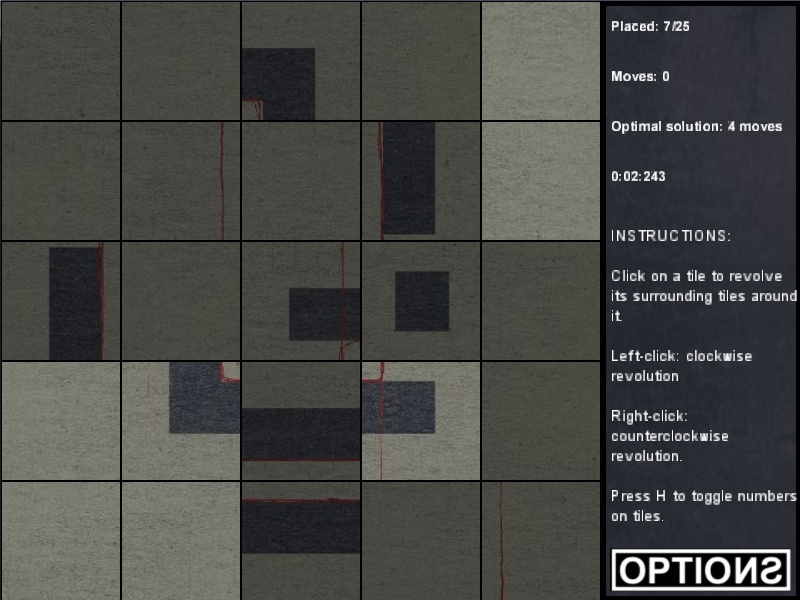 Placed: 7/25
Moves: 0
Optimal solution: 4 moves
0:02:243
INSTRUCTIONS:
Click on a tile to revolve
its surrounding tiles around
it.
Left-click: clockwise
revolution
Right-click:
counterclockwise
revolution.
Press H to toggle numbers
on tiles.
OPTIONS